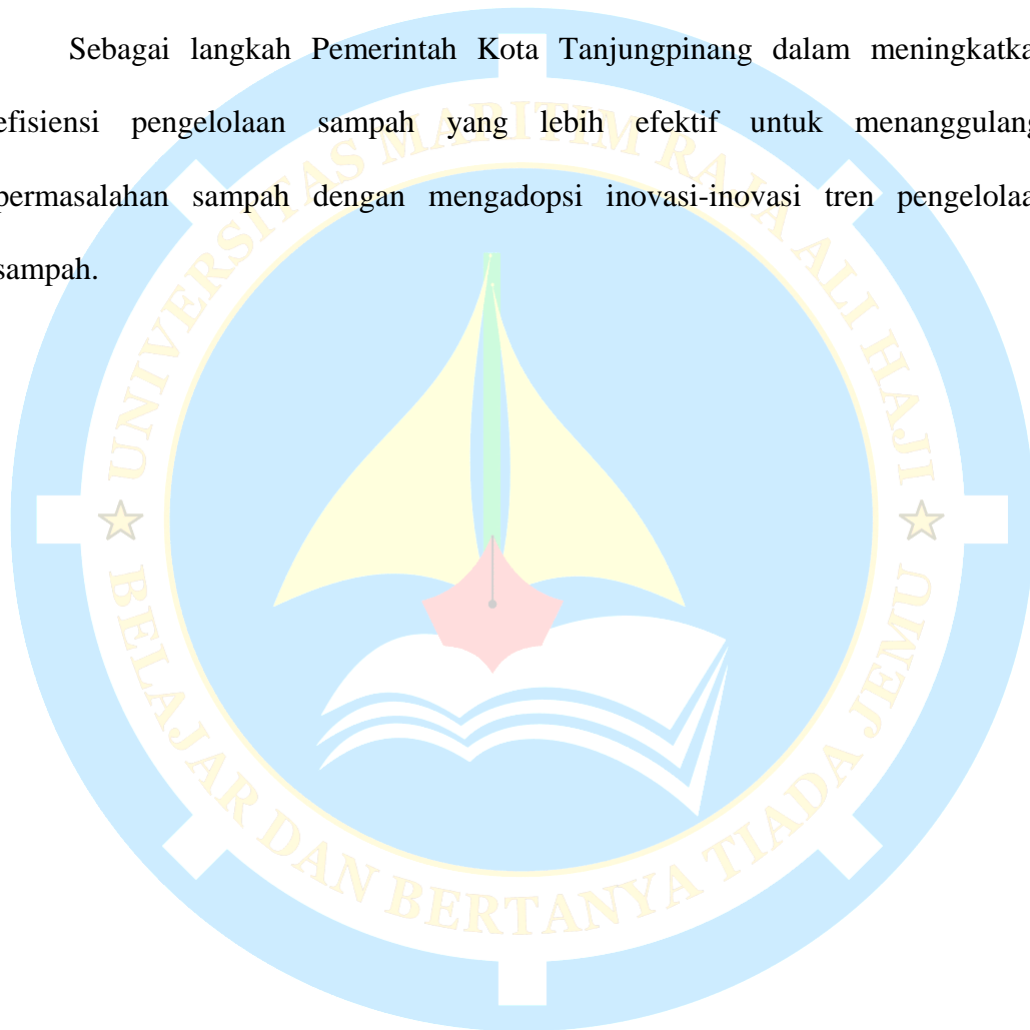 Sebagai langkah Pemerintah Kota Tanjungpinang dalam meningkatka
efisiensi pengelolaan sampah yang lebih efektif untuk menanggulang
permasalahan sampah dengan mengadopsi inovasi-inovasi tren pengelolaa
sampah.
UNIVERSITAS MARITIM RAJA ALI HAJI
BELAJAR DAN BERTANYA TIADA JEMU